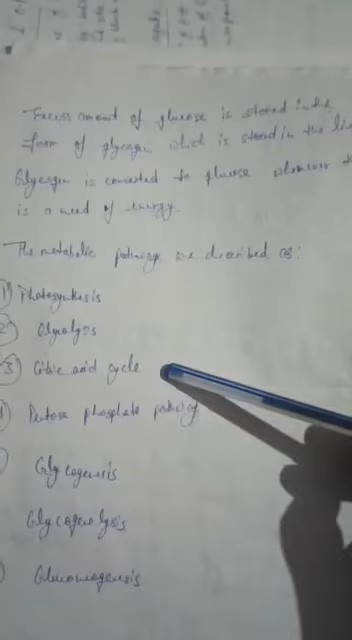 Excess amount of glucose is stored in the
form of glycogen which is stored in the
Glycogen is converted to glucose whenever
is a need of energy.
The metabolic pathways are described as:
1) Photosynthesis
2) Glycolysis
3) Citric acid cycle
Pentose phosphate pathway
Glycogensis
Glycogenolysis
Gluconeogensis